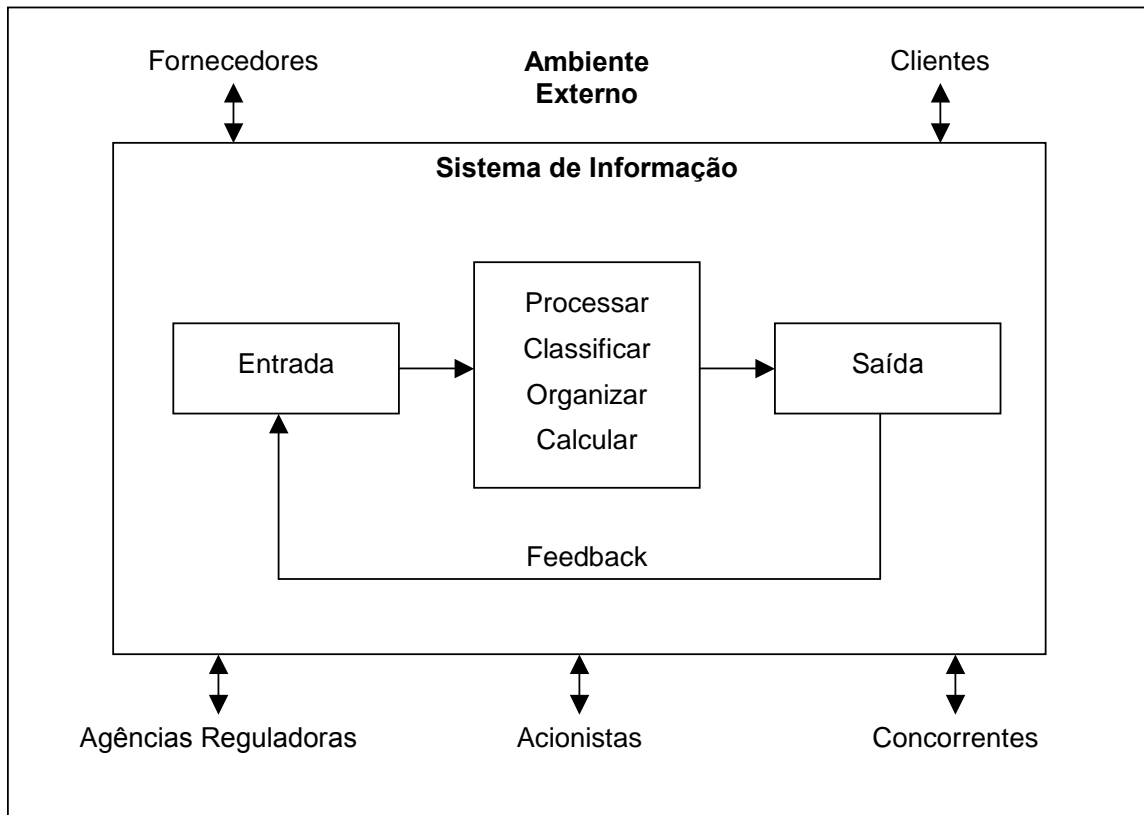 Fornecedores
Ambiente
Externo
Clientes
Sistema de Informação
Entrada
Processar
Classificar
Organizar
Calcular
Saída
Feedback
Agências Reguladoras
Acionistas
Concorrentes